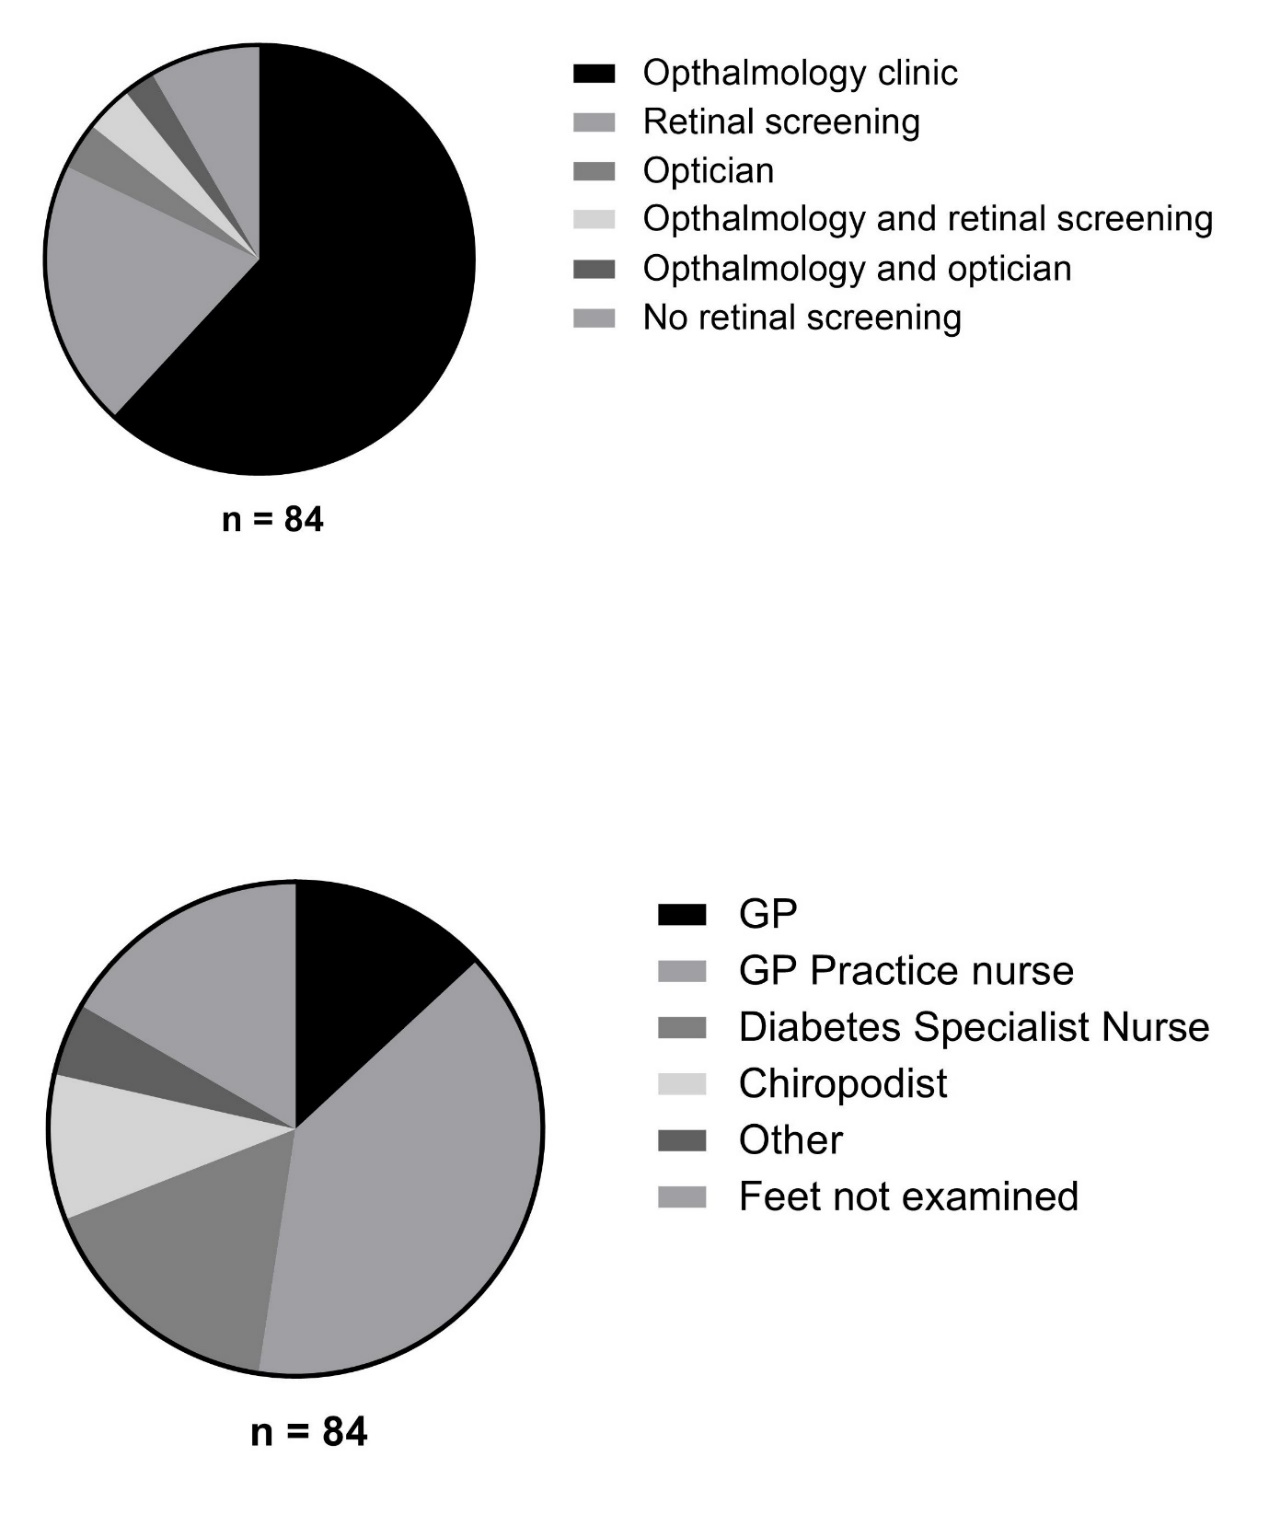 Opthalmology clinic
Retinal screening
Optician
Opthalmology and retinal screening
Opthalmology and optician
No retinal screening
n = 84
GP
GP Practice nurse
Diabetes Specialist Nurse
Chiropodist
Other
Feet not examined
n = 84